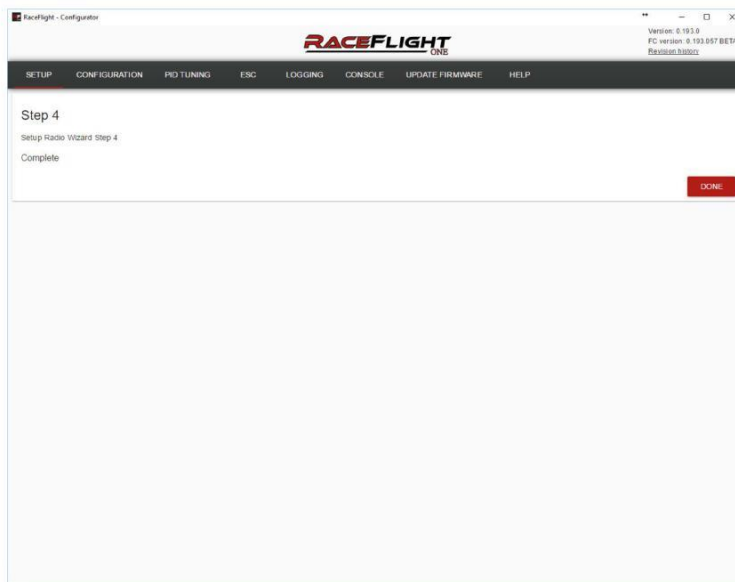 RaceFlight - Configurator
RACEFLIGHT
ONE
Version: 0.193.0
FC version: 0.193.057 BETA
Revision history
SETUP CONFIGURATION PID TUNING ESC LOGGING CONSOLE UPDATE FIRMWARE HELP
Step 4
Setup Radio Wizard Step 4
Complete
DONE